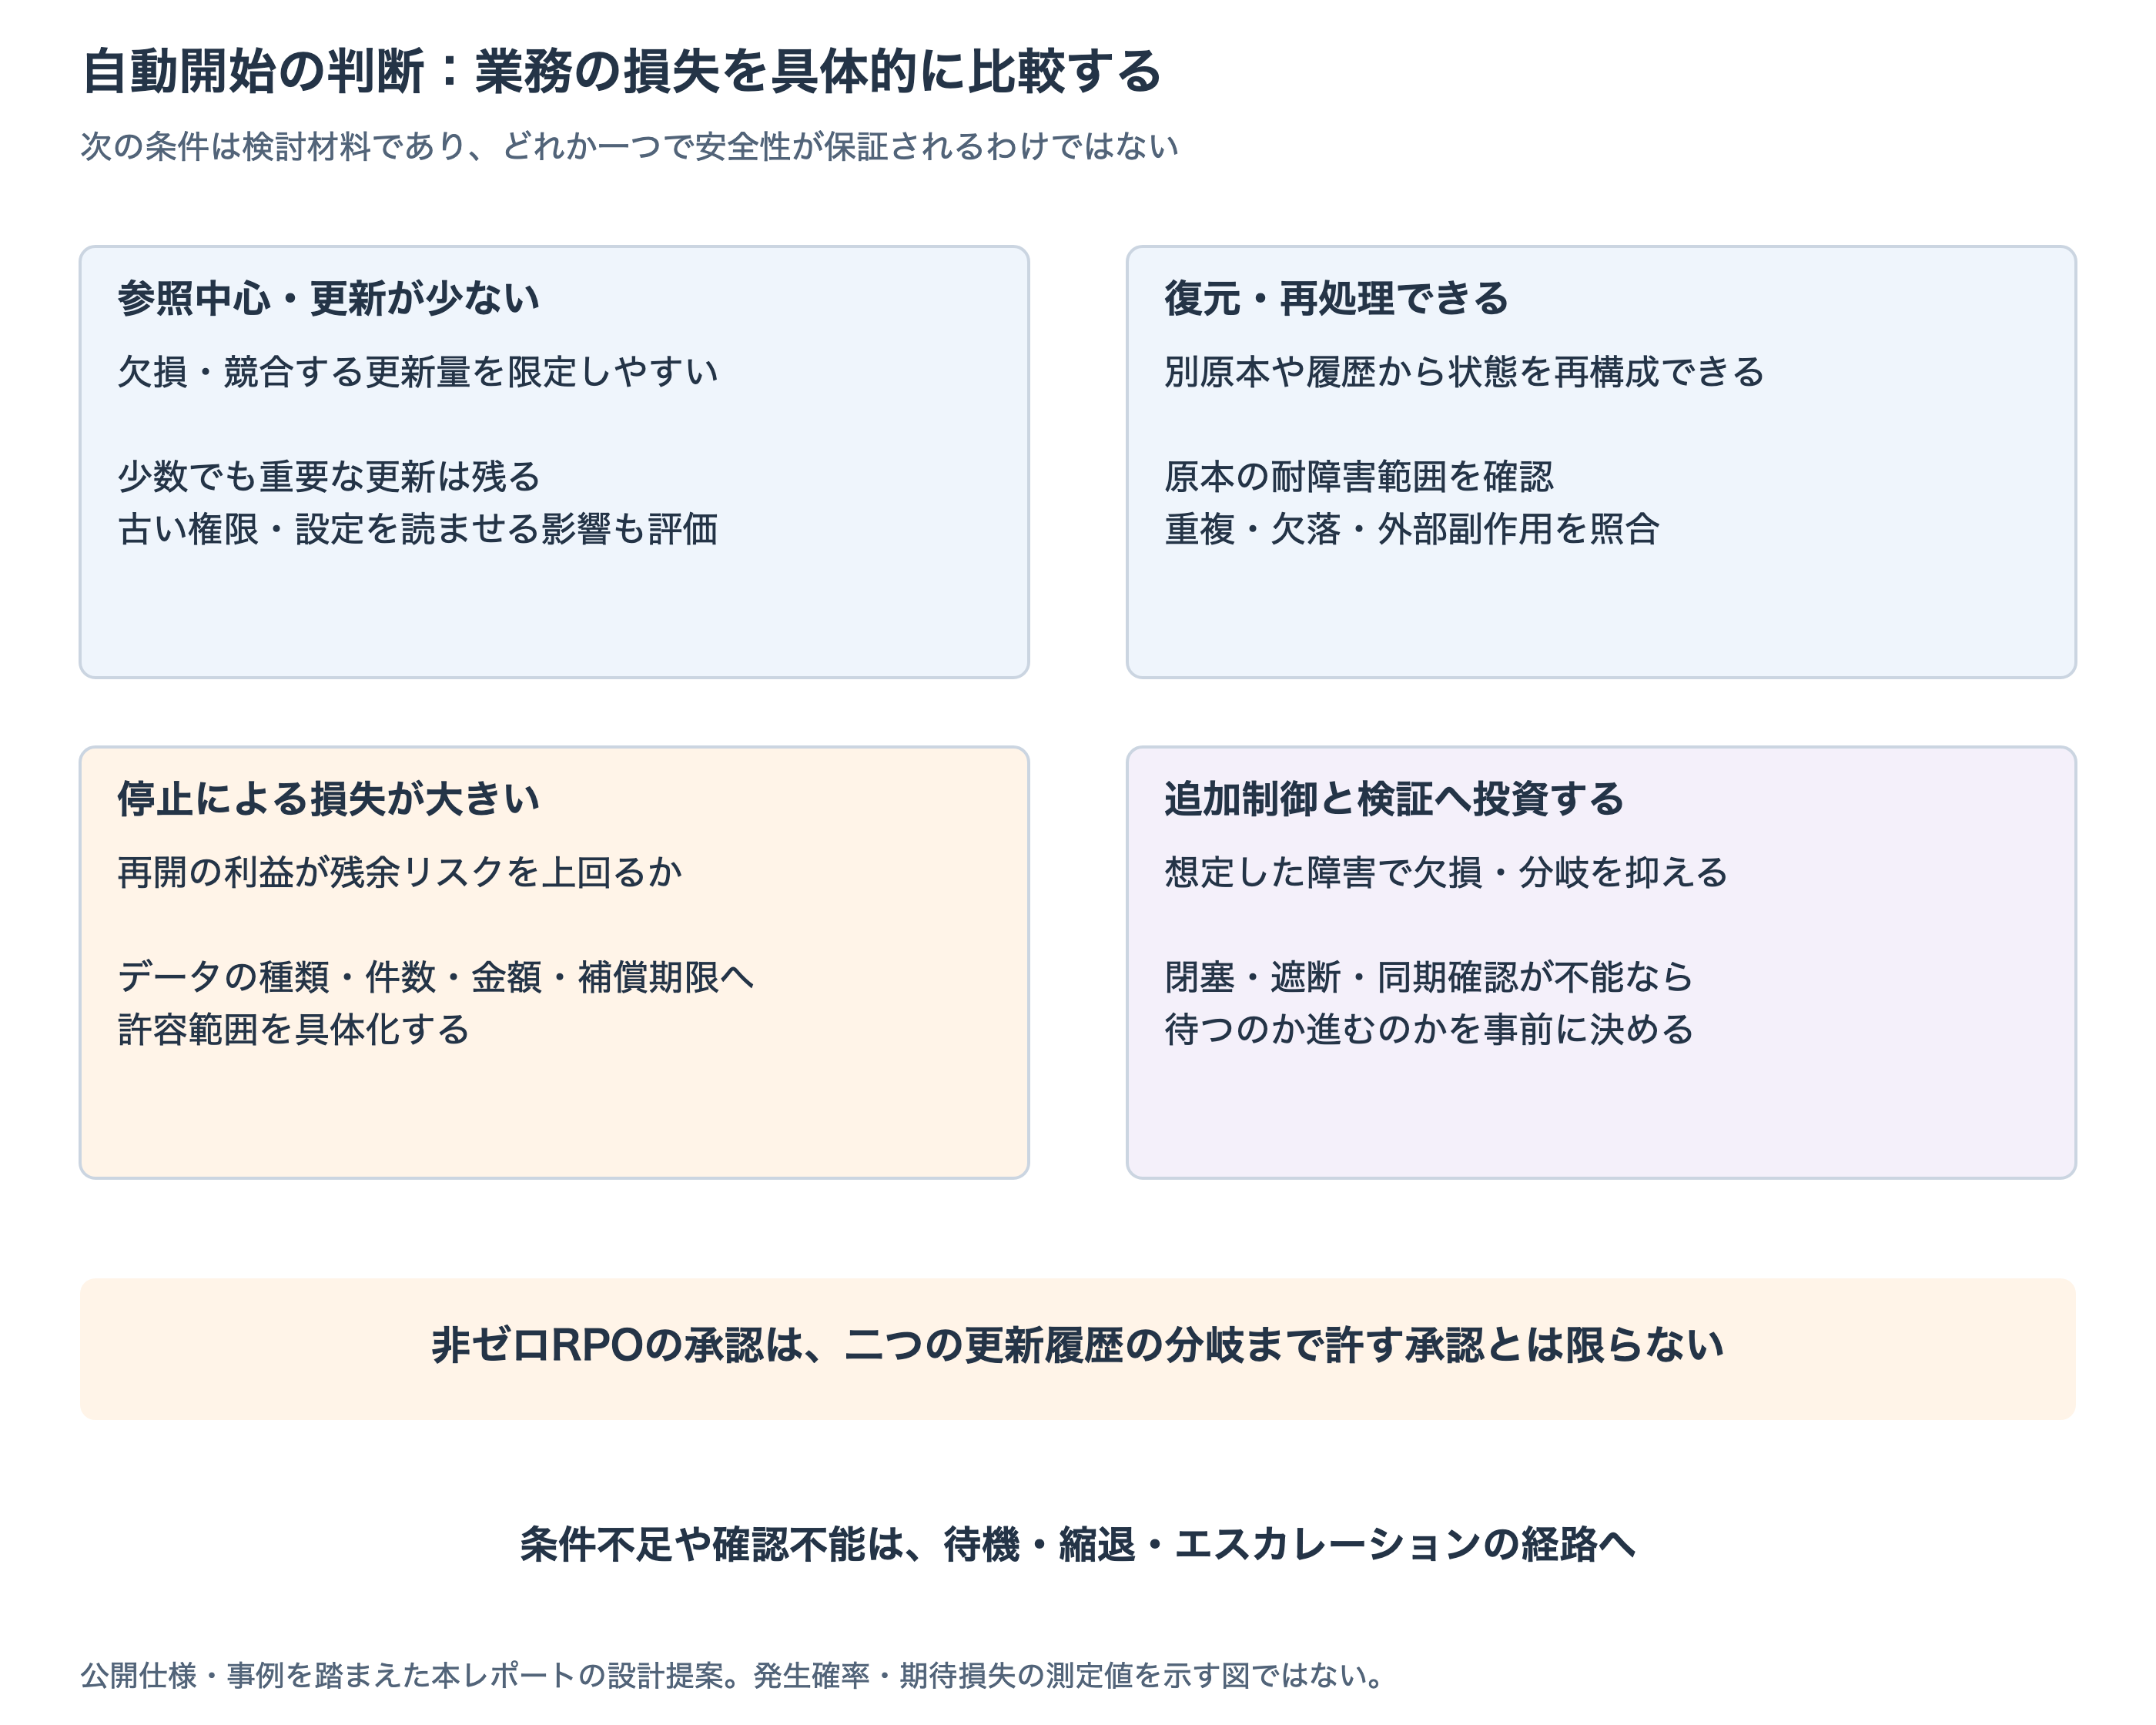 自動開始の判断：業務の損失を具体的に比較する
次の条件は検討材料であり、どれか一つで安全性が保証されるわけではない
参照中心・更新が少ない
欠損・競合する更新量を限定しやすい
少数でも重要な更新は残る
古い権限・設定を読ませる影響も評価
復元・再処理できる
別原本や履歴から状態を再構成できる
原本の耐障害範囲を確認
重複・欠落・外部副作用を照合
停止による損失が大きい
再開の利益が残余リスクを上回るか
データの種類・件数・金額・補償期限へ
許容範囲を具体化する
追加制御と検証へ投資する
想定した障害で欠損・分岐を抑える
閉塞・遮断・同期確認が不能なら
待つのか進むのかを事前に決める
非ゼロRPOの承認は、二つの更新履歴の分岐まで許す承認とは限らない
条件不足や確認不能は、待機・縮退・エスカレーションの経路へ
公開仕様・事例を踏まえた本レポートの設計提案。発生確率・期待損失の測定値を示す図ではない。